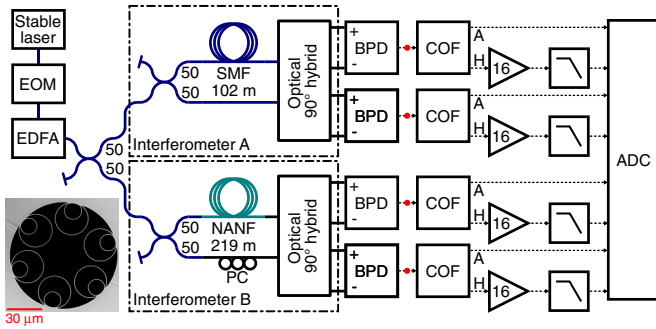 Stable
laser
EOM
EDFA
50
50
50
50
SMF
102 m
Optical
90° hybrid
Interferometer A
+
BPD
-
COF
A
H
16
+
BPD
-
COF
A
H
16
ADC
50
50
NANF
219 m
PC
Optical
90° hybrid
Interferometer B
+
BPD
-
COF
A
H
16
+
BPD
-
COF
A
H
16
30 μm